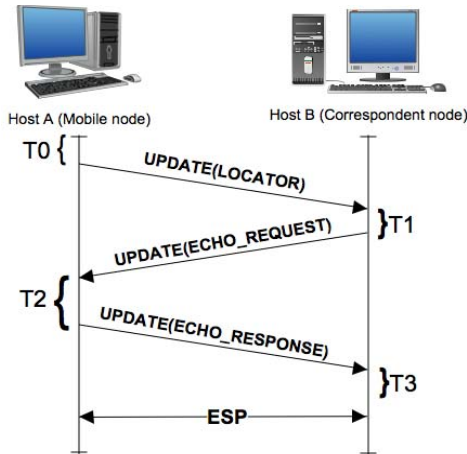 Host A (Mobile node)
Host B (Correspondent node)
T0
UPDATE(LOCATOR)
T1
UPDATE(ECHO_REQUEST)
T2
UPDATE(ECHO_RESPONSE)
T3
ESP